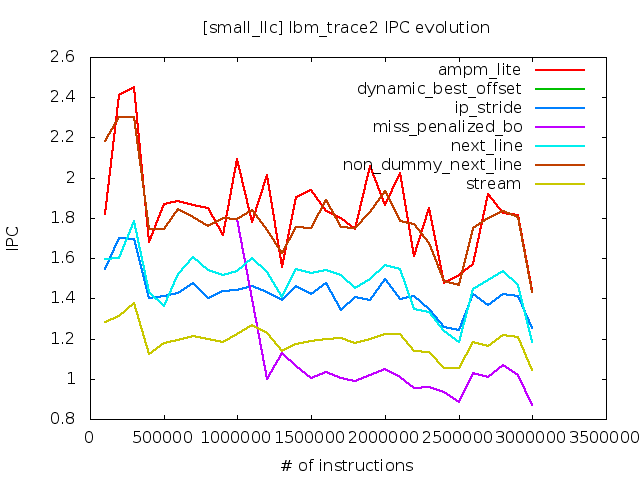 [small_llc] lbm_trace2 IPC evolution
IPC
2.6
2.4
2.2
2
1.8
1.6
1.4
1.2
1
0.8
ampm_lite
dynamic_best_offset
ip_stride
miss_penalized_bo
next_line
non_dummy_next_line
stream
0 500000 1000000 1500000 2000000 2500000 3000000 3500000
# of instructions